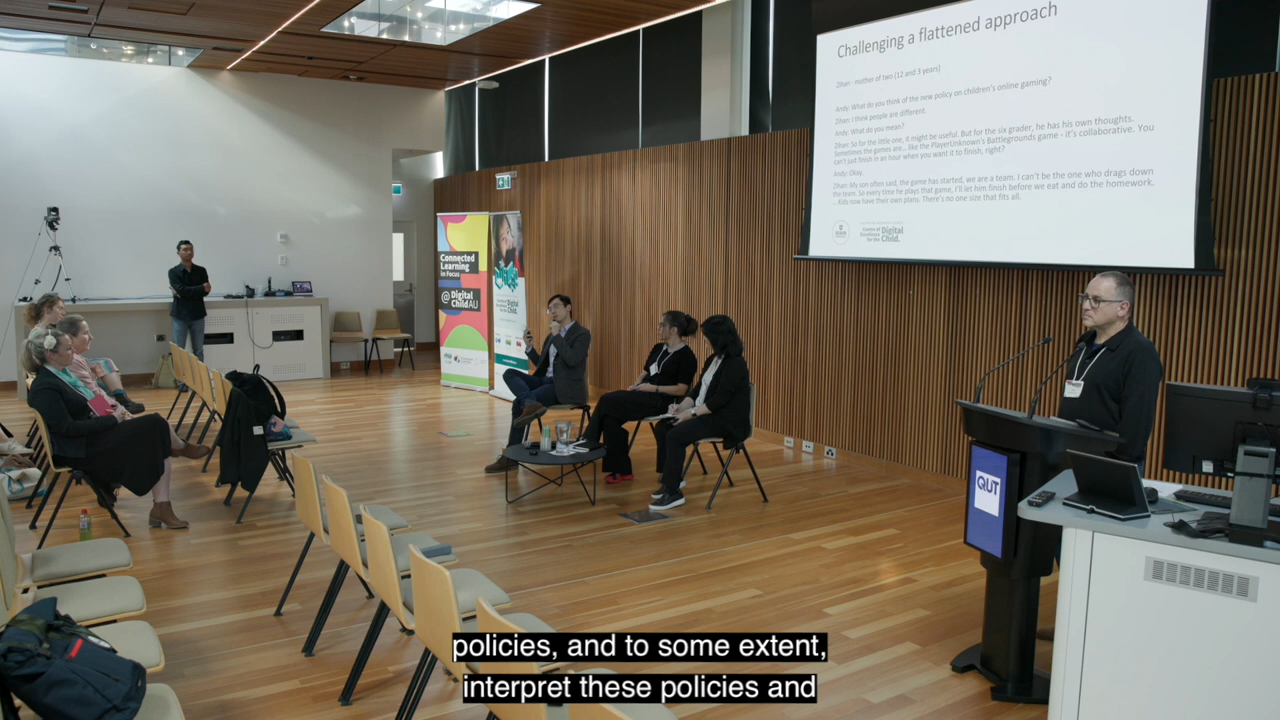 Challenging a flattened approach
Zihan - mother of two (12 and 3 years)
Andy: What do you think of the new policy on children's online gaming?
Zihan: I think people are different.
Andy: What do you mean?
Zihan: So for the little one, it might be useful. But for the six grader, he has his own thoughts.
Sometimes the games are... like the PlayerUnknown's Battlegrounds game - it's collaborative. You
can't just finish in an hour when you want it to finish, right?
Andy: Okay.
Zihan: My son often said, the game has started, we are a team. I can't be the one who drags down
the team. So every time he plays that game, I'll let him finish before we eat and do the homework.
... Kids now have their own plans. There's no one size that fits all.
Centre of
Excellence
for the
Digital
Child.
Connected
Learning
in Focus
@ Digital
Child AU
Digital
Child.
QUT
policies, and to some extent,
interpret these policies and